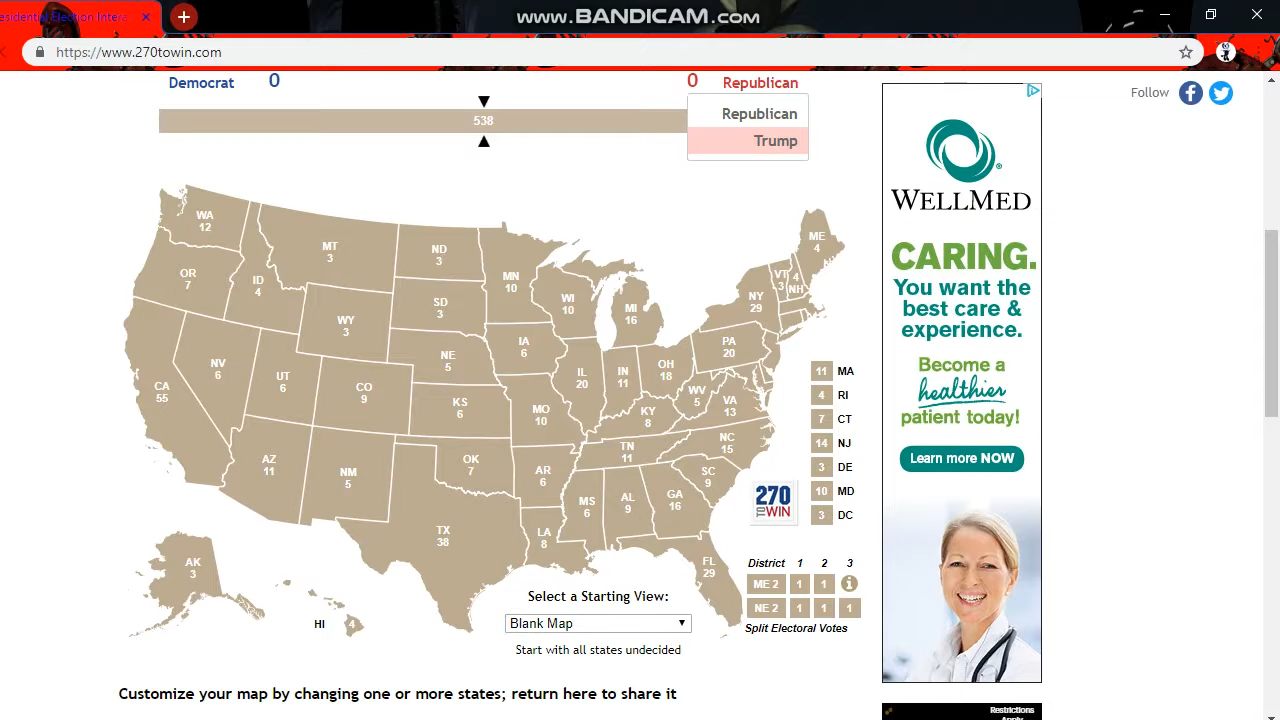 www.BANDICAM.com
esidential Election Intera
https://www.270towin.com
Democrat 0
0 Republican
538
Republican
Trump
Follow
WA
12
OR
7
CA
55
NV
6
ID
4
MT
3
WY
3
UT
6
AZ
11
CO
9
NM
5
ND
3
SD
3
NE
5
KS
6
OK
7
TX
38
MN
10
IA
6
MO
10
AR
6
LA
8
WI
10
IL
20
MI
16
IN
11
OH
18
KY
8
TN
11
MS
6
AL
9
GA
16
FL
29
SC
9
NC
15
VA
13
WV
5
PA
20
NY
29
VT
3
4
NH
ME
4
AK
3
HI 4
11 MA
4 RI
7 CT
14 NJ
3 DE
10 MD
3 DC
270
TO WIN
District 1 2 3
ME 2 1 1 i
NE 2 1 1 1
Split Electoral Votes
Select a Starting View:
Blank Map
Start with all states undecided
Customize your map by changing one or more states; return here to share it
WELLMED
CARING.
You want the
best care &
experience.
Become a
healthier
patient today!
Learn more NOW
Restrictions
Apply